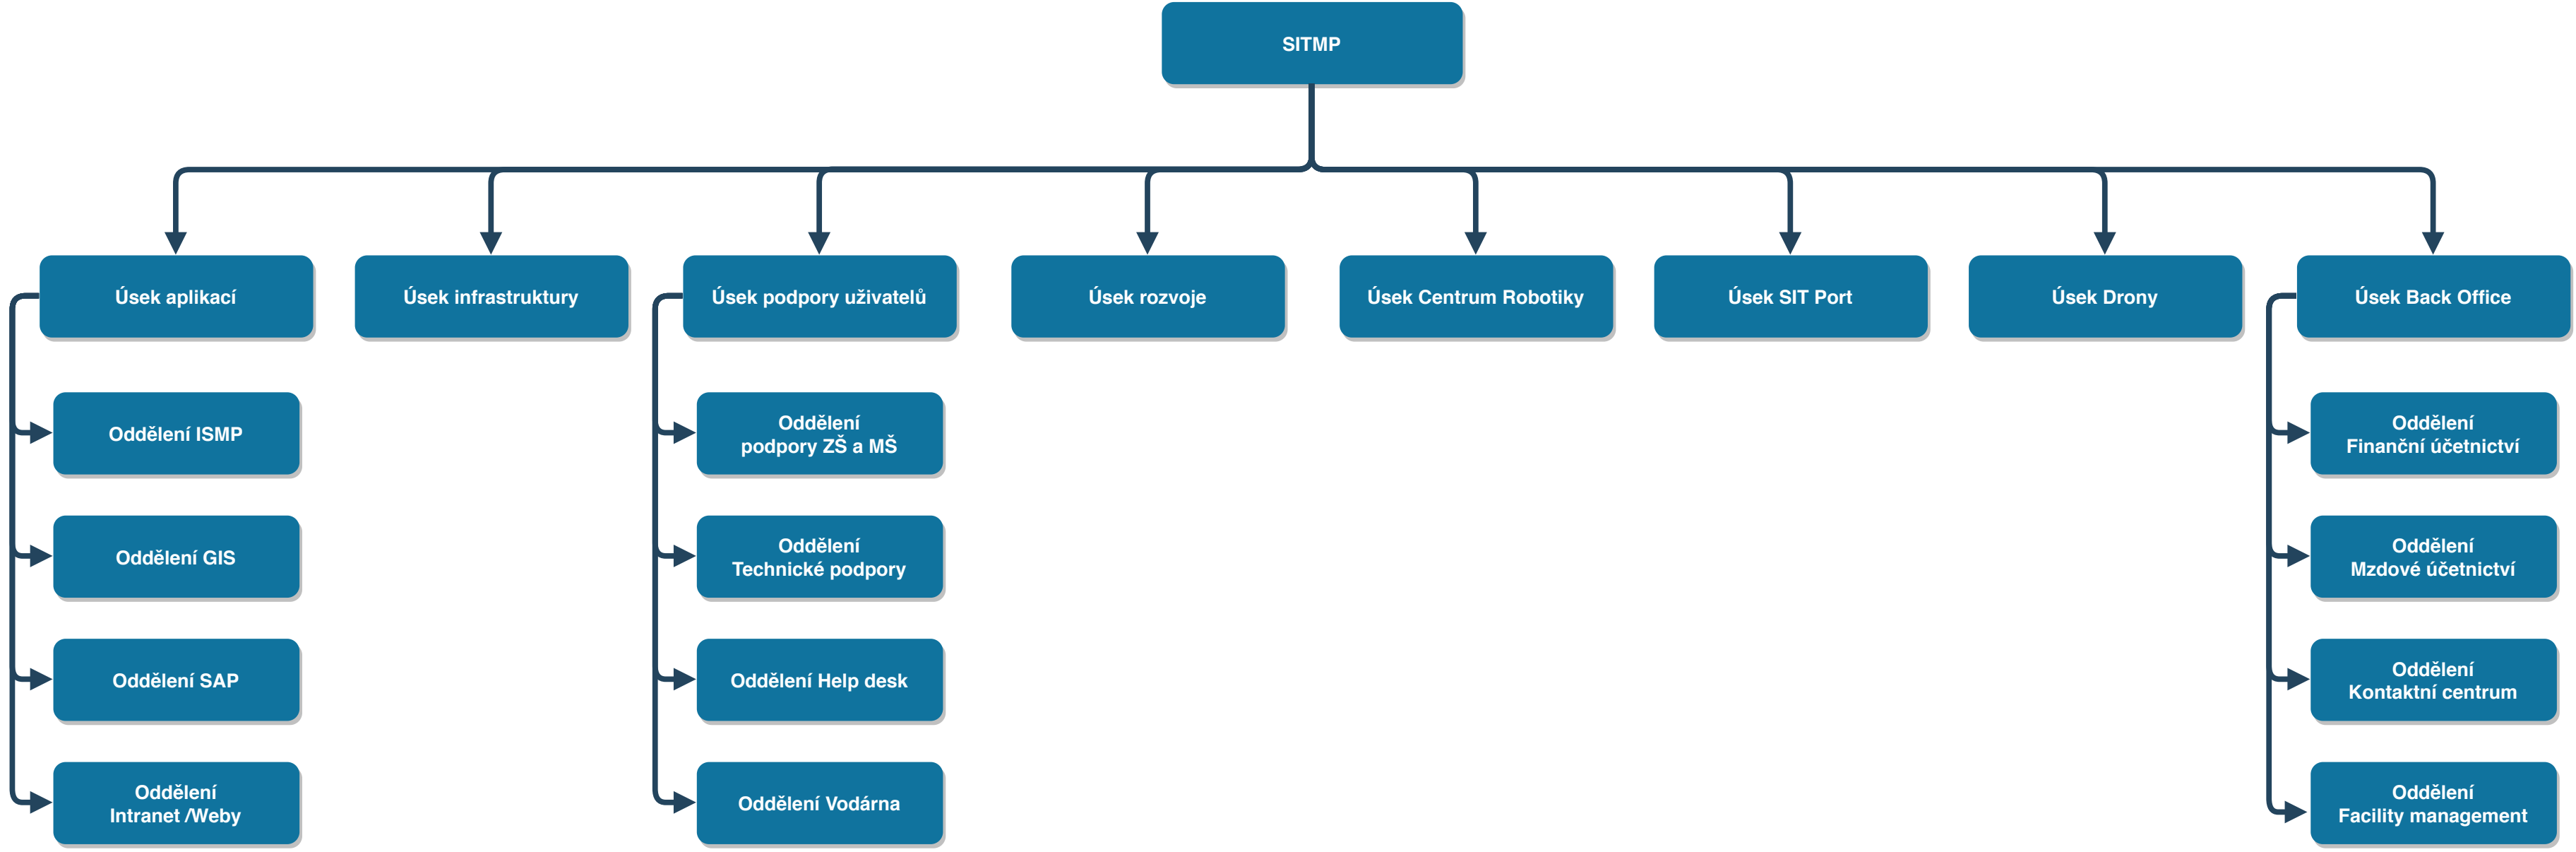 SITMP
Úsek aplikací
Úsek infrastruktury
Úsek podpory uživatelů
Úsek rozvoje
Úsek Centrum Robotiky
Úsek SIT Port
Úsek Drony
Úsek Back Office
Oddělení ISMP
Oddělení GIS
Oddělení SAP
Oddělení
Intranet /Weby
Oddělení
podpory ZŠ a MŠ
Oddělení
Technické podpory
Oddělení Help desk
Oddělení Vodárna
Oddělení
Finanční účetnictví
Oddělení
Mzdové účetnictví
Oddělení
Kontaktní centrum
Oddělení
Facility management